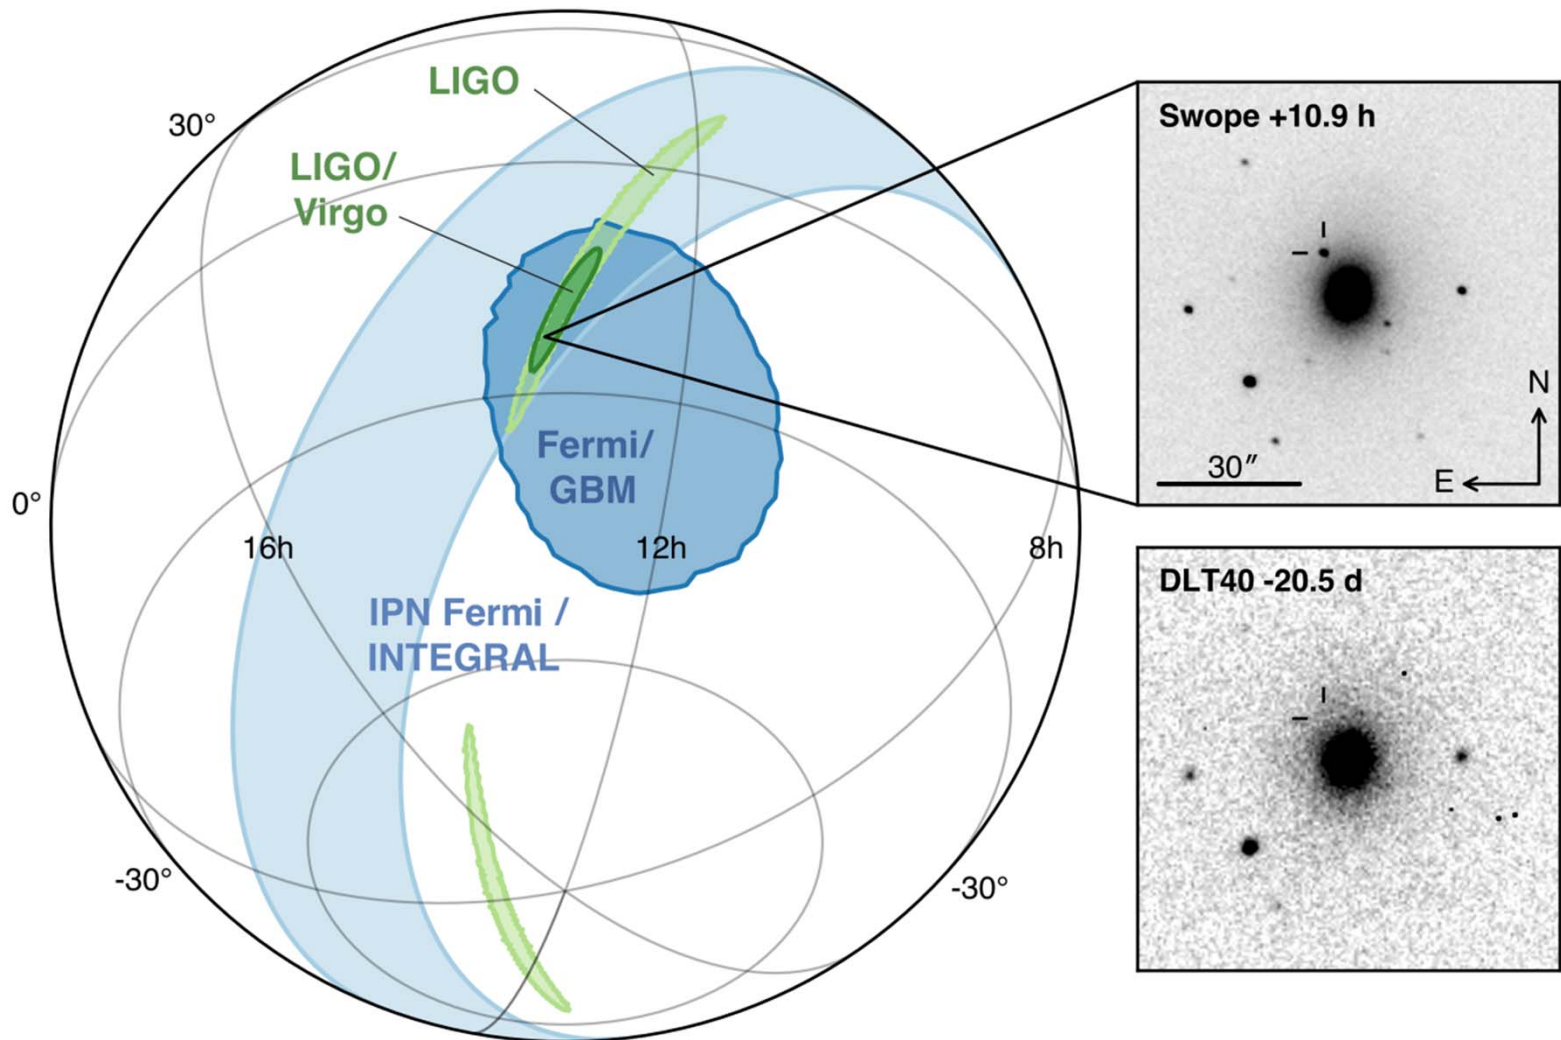 LIGO
30°
LIGO/
Virgo
0°
16h
12h
8h
Fermi/
GBM
IPN Fermi /
INTEGRAL
-30°
-30°
Swope +10.9 h
N
30″
E
DLT40 -20.5 d